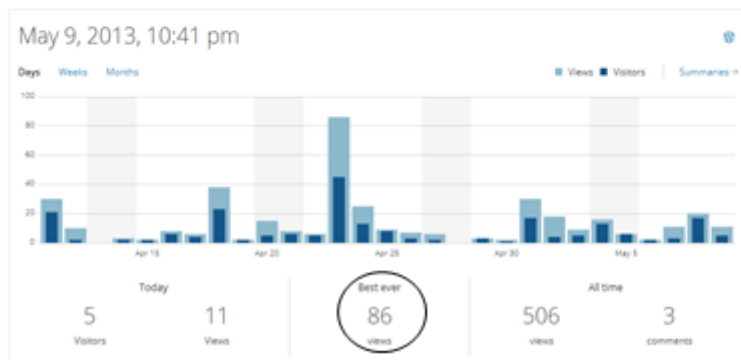 May 9, 2013, 10:41 pm
Days Weeks Months
Views Visitors Summaries
100
80
60
40
20
0
Apr 15 Apr 20 Apr 25 Apr 30 May 5
Today Best ever All time
5 11 86 506 3
Visitors Views views views comments